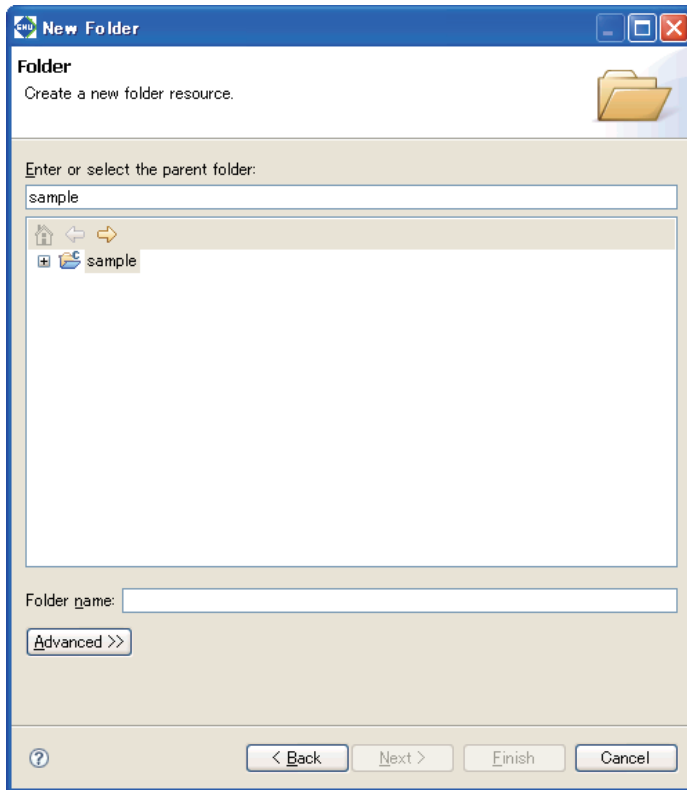 GNU New Folder
Folder
Create a new folder resource.
Enter or select the parent folder:
sample
C sample
Folder name:
Advanced >>
? < Back Next > Finish Cancel